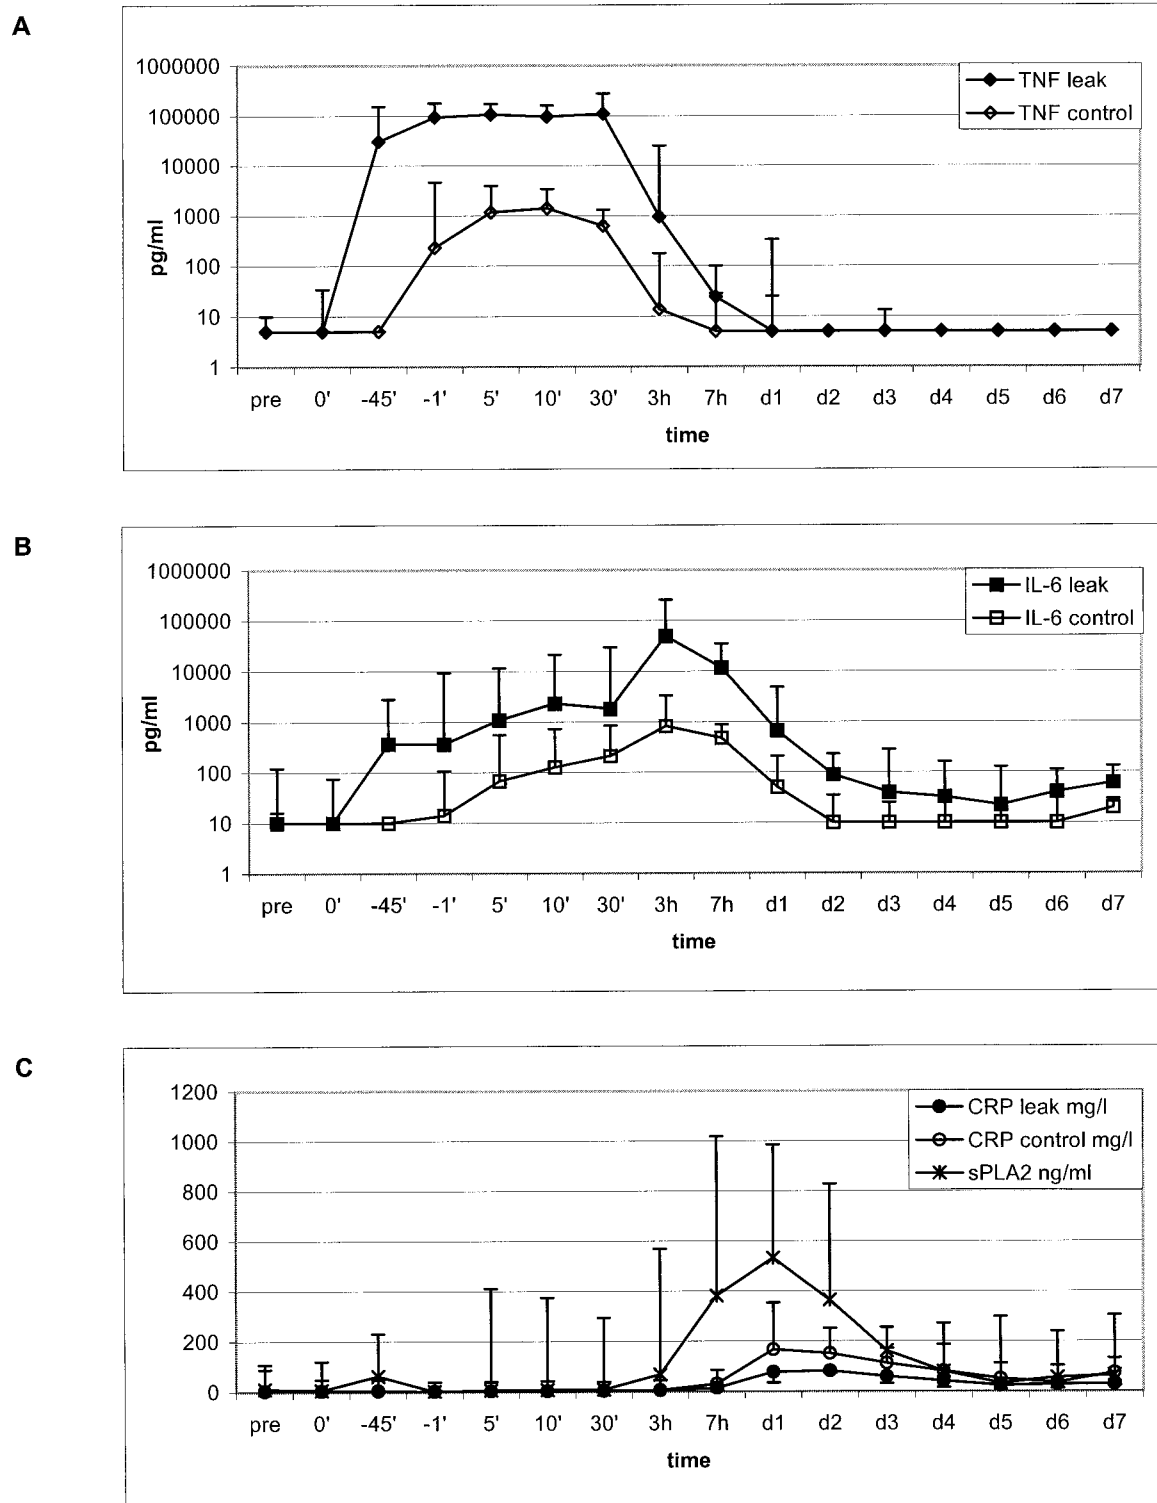 A
1000000
100000
10000
1000
100
10
1
pg/ml
TNF leak
TNF control
pre 0' -45' -1' 5' 10' 30' 3h 7h d1 d2 d3 d4 d5 d6 d7
time
B
1000000
100000
10000
1000
100
10
1
pg/ml
IL-6 leak
IL-6 control
pre 0' -45' -1' 5' 10' 30' 3h 7h d1 d2 d3 d4 d5 d6 d7
time
C
1200
1000
800
600
400
200
0
CRP leak mg/l
CRP control mg/l
sPLA2 ng/ml
pre 0' -45' -1' 5' 10' 30' 3h 7h d1 d2 d3 d4 d5 d6 d7
time